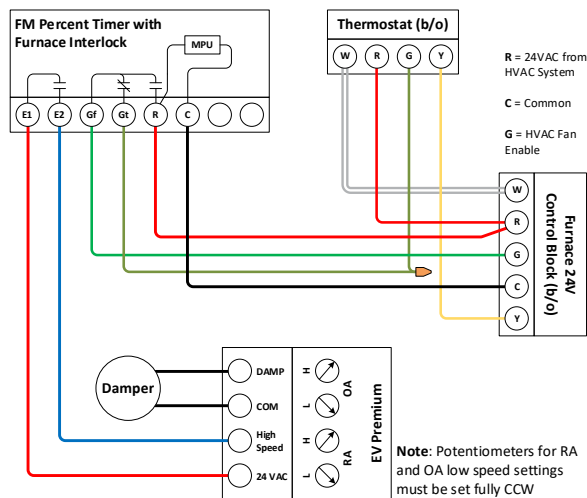 FM Percent Timer with
Furnace Interlock
MPU
E1 E2 Gf Gt R C
Thermostat (b/o)
W R G Y
R = 24VAC from
HVAC System
C = Common
G = HVAC Fan
Enable
W
R
G
C
Y
Furnace 24V
Control Block (b/o)
Damper
DAMP
COM
High
Speed
24 VAC
H
L
OA
H
L
RA
EV Premium
Note: Potentiometers for RA
and OA low speed settings
must be set fully CCW